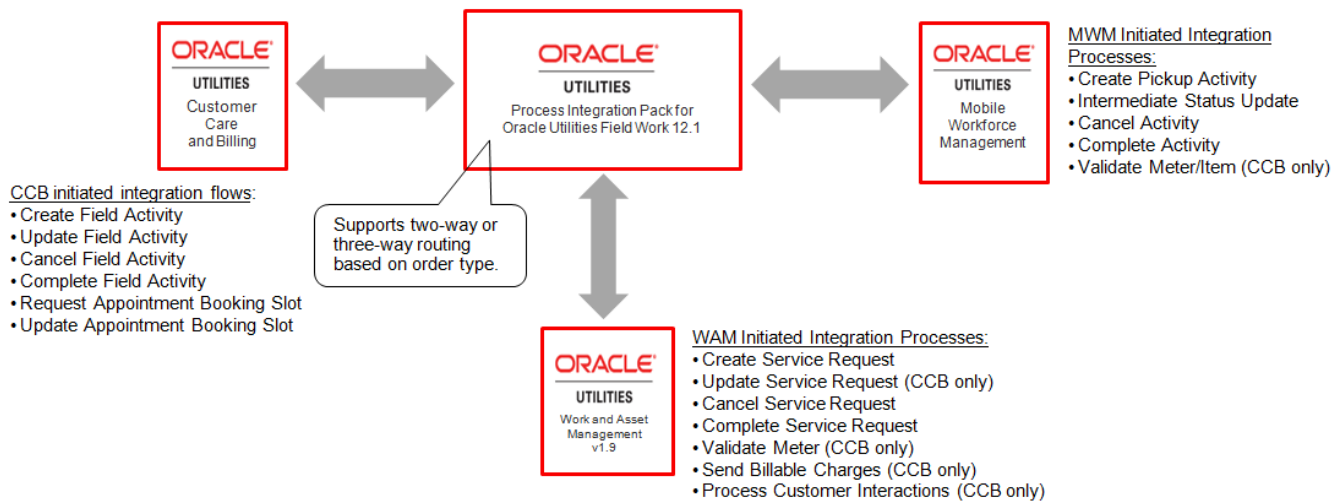 ORACLE®
UTILITIES
Customer
Care
and Billing
ORACLE®
UTILITIES
Process Integration Pack for
Oracle Utilities Field Work 12.1
ORACLE®
UTILITIES
Mobile
Workforce
Management
MWM Initiated Integration
Processes:
• Create Pickup Activity
• Intermediate Status Update
• Cancel Activity
• Complete Activity
• Validate Meter/Item (CCB only)
CCB initiated integration flows:
• Create Field Activity
• Update Field Activity
• Cancel Field Activity
• Complete Field Activity
• Request Appointment Booking Slot
• Update Appointment Booking Slot
Supports two-way or
three-way routing
based on order type.
ORACLE®
UTILITIES
Work and Asset
Management
v1.9
WAM Initiated Integration Processes:
• Create Service Request
• Update Service Request (CCB only)
• Cancel Service Request
• Complete Service Request
• Validate Meter (CCB only)
• Send Billable Charges (CCB only)
• Process Customer Interactions (CCB only)